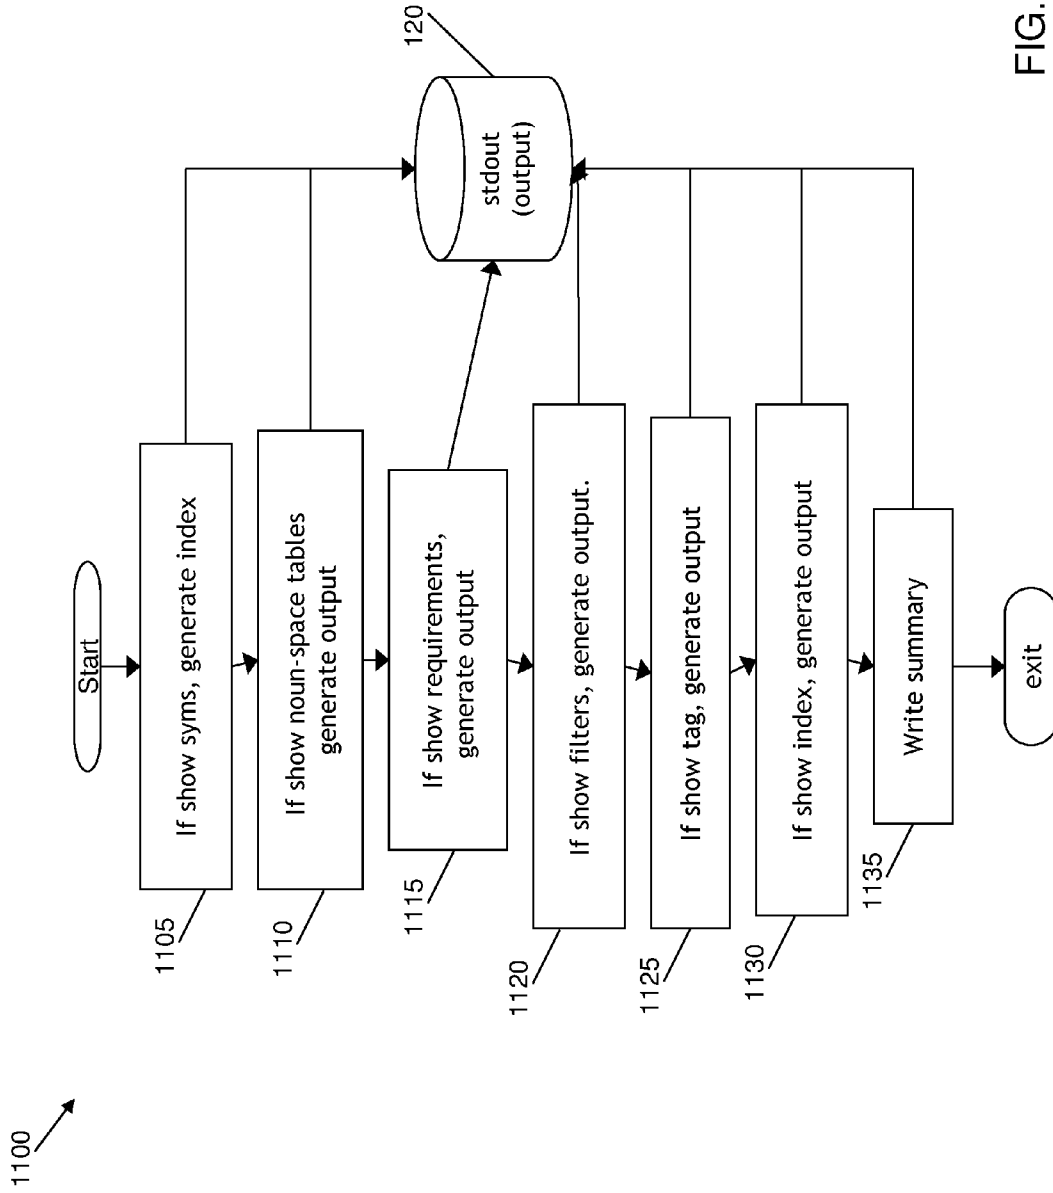 1100
Start
1105
If show syms, generate index
1110
If show noun-space tables
generate output
1115
If show requirements,
generate output
120
stdout
(output)
1120
If show filters, generate output.
1125
If show tag, generate output
1130
If show index, generate output
1135
Write summary
exit
FIG.